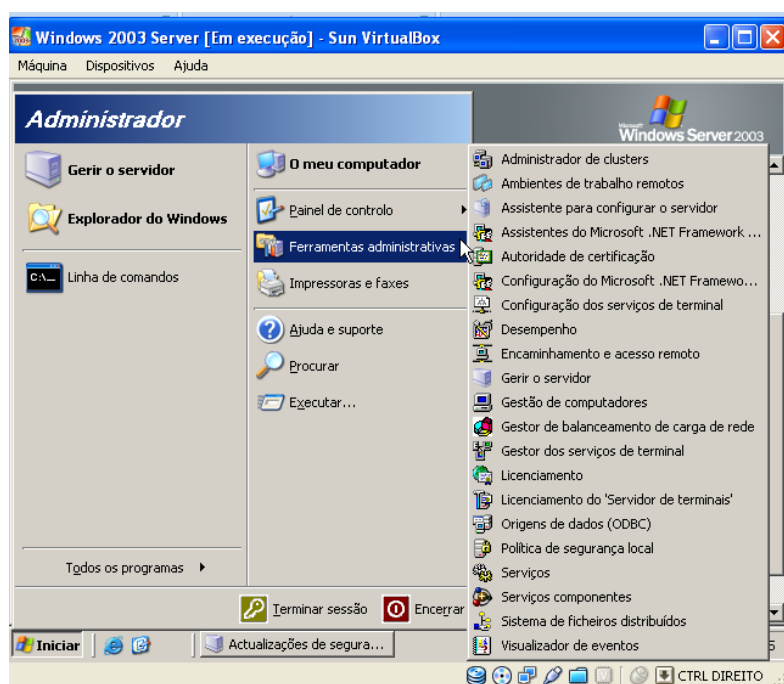 Windows 2003 Server [Em execução] - Sun VirtualBox
Máquina Dispositivos Ajuda
Administrador
Microsoft
Windows Server 2003
Gerir o servidor
Explorador do Windows
Linha de comandos
Todos os programas
O meu computador
Painel de controlo
Ferramentas administrativas
Impressoras e faxes
Ajuda e suporte
Procurar
Executar...
Administrador de clusters
Ambientes de trabalho remotos
Assistente para configurar o servidor
Assistentes do Microsoft .NET Framework ...
Autoridade de certificação
Configuração do Microsoft .NET Framewo...
Configuração dos serviços de terminal
Desempenho
Encaminhamento e acesso remoto
Gerir o servidor
Gestão de computadores
Gestor de balanceamento de carga de rede
Gestor dos serviços de terminal
Licenciamento
Licenciamento do 'Servidor de terminais'
Origens de dados (ODBC)
Política de segurança local
Serviços
Serviços componentes
Sistema de ficheiros distribuídos
Visualizador de eventos
Terminar sessão Encerrar
Iniciar Actualizações de segura... 5
CTRL DIREITO